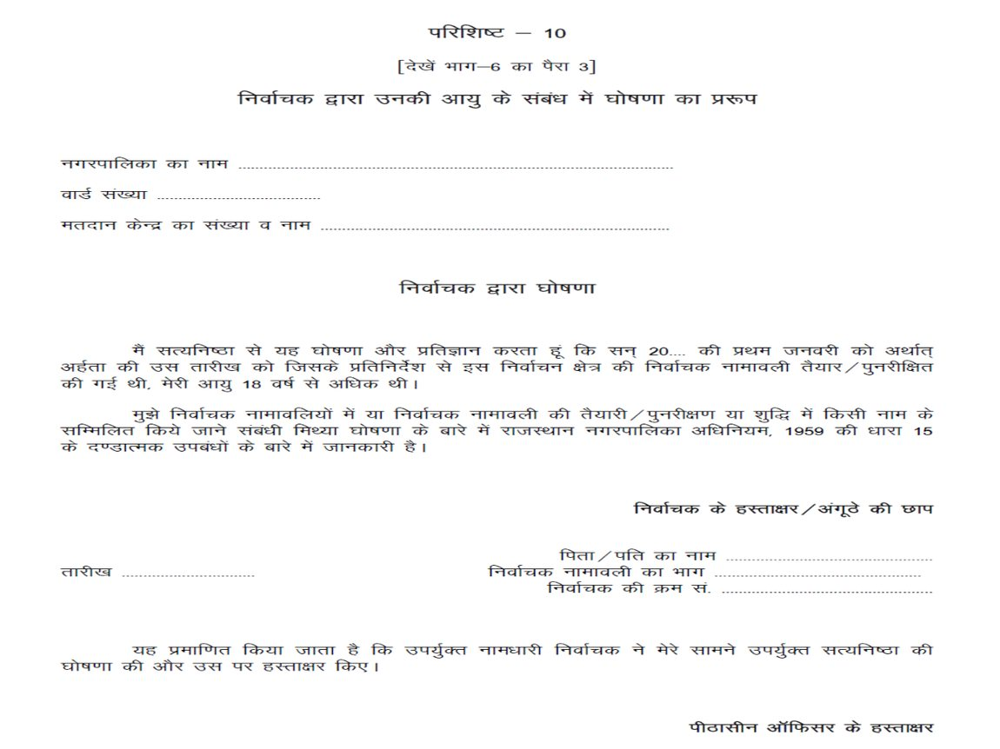 परिशिष्ट – 10
[देखें भाग–6 का पैरा 3]
निर्वाचक द्वारा उनकी आयु के संबंध में घोषणा का प्ररूप
नगरपालिका का नाम ....................................................................................................
वार्ड संख्या .....................................
मतदान केन्द्र का संख्या व नाम ................................................................................
निर्वाचक द्वारा घोषणा
मैं सत्यनिष्ठा से यह घोषणा और प्रतिज्ञान करता हूं कि सन् 20.... की प्रथम जनवरी को अर्थात्
अर्हता की उस तारीख को जिसके प्रतिनिर्देश से इस निर्वाचन क्षेत्र की निर्वाचक नामावली तैयार/पुनरीक्षित
की गई थी, मेरी आयु 18 वर्ष से अधिक थी।
मुझे निर्वाचक नामावलियों में या निर्वाचक नामावली की तैयारी/पुनरीक्षण या शुद्धि में किसी नाम के
सम्मिलित किये जाने संबंधी मिथ्या घोषणा के बारे में राजस्थान नगरपालिका अधिनियम, 1959 की धारा 15
के दण्डात्मक उपबंधों के बारे में जानकारी है।
निर्वाचक के हस्ताक्षर/अंगूठे की छाप
पिता/पति का नाम ...............................................
तारीख .............................. निर्वाचक नामावली का भाग ...............................................
निर्वाचक की क्रम सं. ................................................
यह प्रमाणित किया जाता है कि उपर्युक्त नामधारी निर्वाचक ने मेरे सामने उपर्युक्त सत्यनिष्ठा की
घोषणा की और उस पर हस्ताक्षर किए।
पीठासीन ऑफिसर के हस्ताक्षर